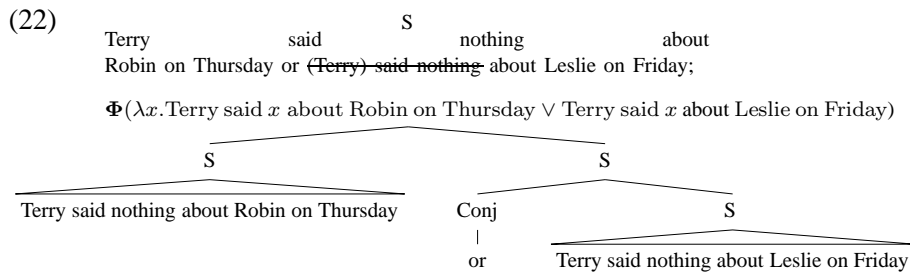 (22)
S
Terry said nothing about
Robin on Thursday or (Terry) said nothing about Leslie on Friday;
Φ(λx.Terry said x about Robin on Thursday ∨ Terry said x about Leslie on Friday)
S S
Terry said nothing about Robin on Thursday Conj S
or Terry said nothing about Leslie on Friday